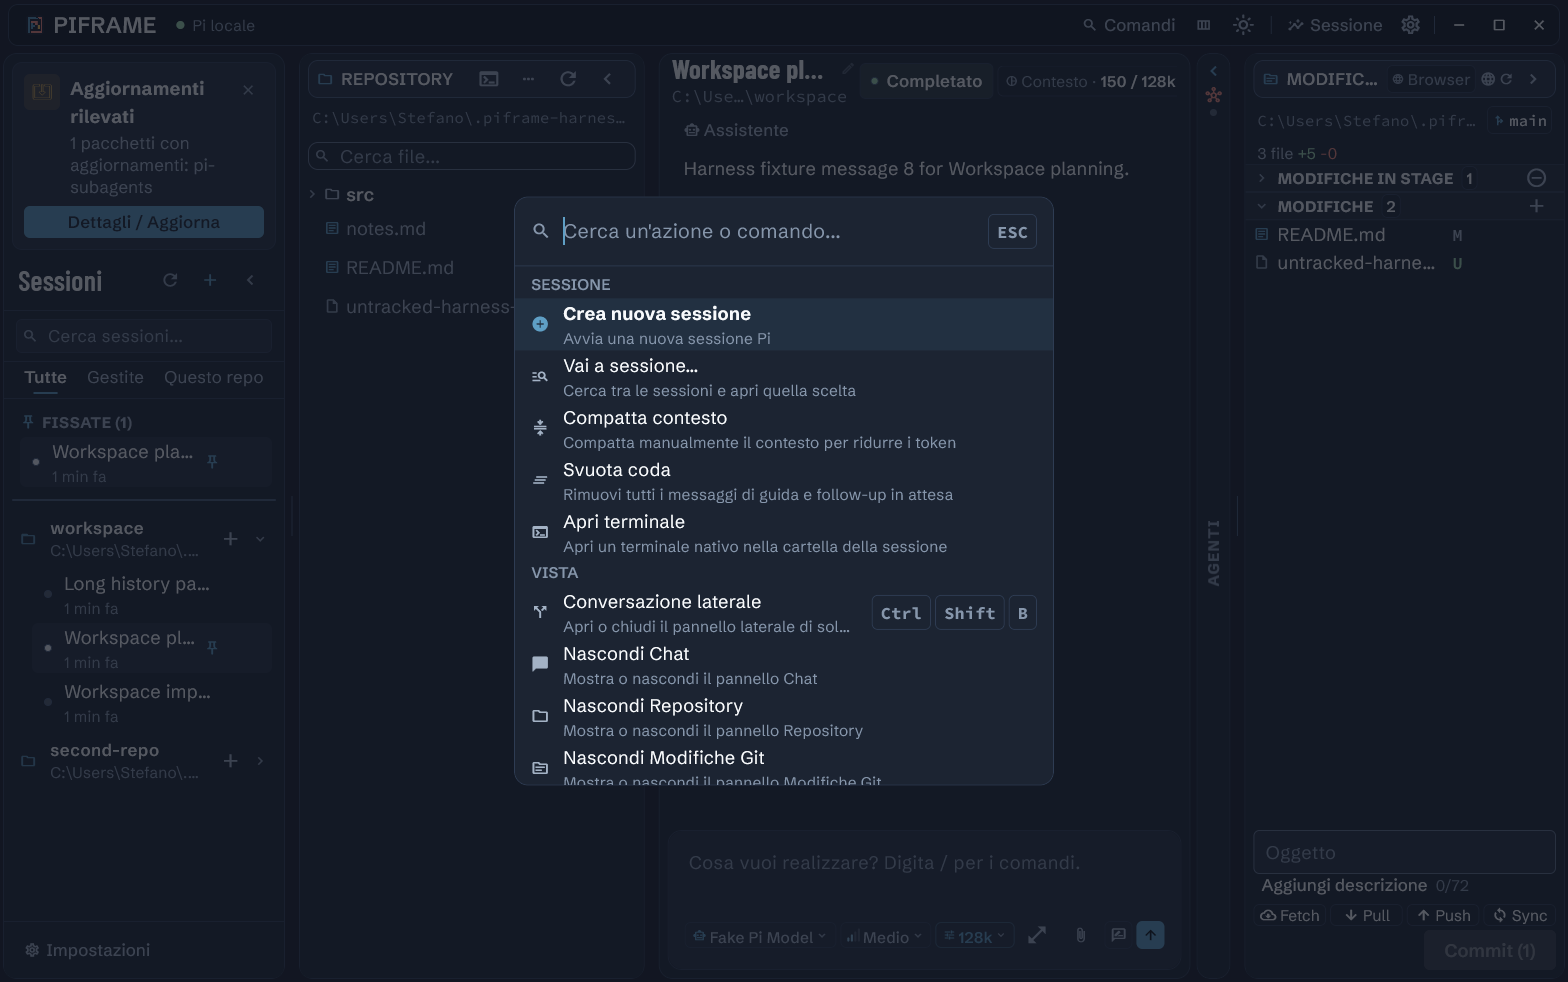 PIFRAME
Pi locale
Comandi
Sessione
Aggiornamenti
rilevati
1 pacchetti con
aggiornamenti: pi-
subagents
Dettagli / Aggiorna
Sessioni
Cerca sessioni...
Tutte
Gestite
Questo repo
FISSATE (1)
Workspace pla...
1 min fa
workspace
C:\Users\Stefano\....
Long history pa...
1 min fa
Workspace pl...
1 min fa
Workspace imp...
1 min fa
second-repo
C:\Users\Stefano\....
Impostazioni
REPOSITORY
C:\Users\Stefano\.piframe-harnes...
Cerca file...
src
notes.md
README.md
untracked-harness-
Workspace pl...
C:\Use...\workspace
Completato
Contesto · 150 / 128k
Assistente
Harness fixture message 8 for Workspace planning.
Cerca un'azione o comando...
ESC
SESSIONE
Crea nuova sessione
Avvia una nuova sessione Pi
Vai a sessione...
Cerca tra le sessioni e apri quella scelta
Compatta contesto
Compatta manualmente il contesto per ridurre i token
Svuota coda
Rimuovi tutti i messaggi di guida e follow-up in attesa
Apri terminale
Apri un terminale nativo nella cartella della sessione
VISTA
Conversazione laterale
Apri o chiudi il pannello laterale di sol...
Ctrl Shift B
Nascondi Chat
Mostra o nascondi il pannello Chat
Nascondi Repository
Mostra o nascondi il pannello Repository
Nascondi Modifiche Git
Mostra o nascondi il pannello Modifiche Git
Cosa vuoi realizzare? Digita / per i comandi.
Fake Pi Model
Medio
128k
AGENTI
MODIFIC...
Browser
C:\Users\Stefano\.pifr...
main
3 file +5 -0
MODIFICHE IN STAGE 1
MODIFICHE 2
README.md M
untracked-harne... U
Oggetto
Aggiungi descrizione 0/72
Fetch
Pull
Push
Sync
Commit (1)